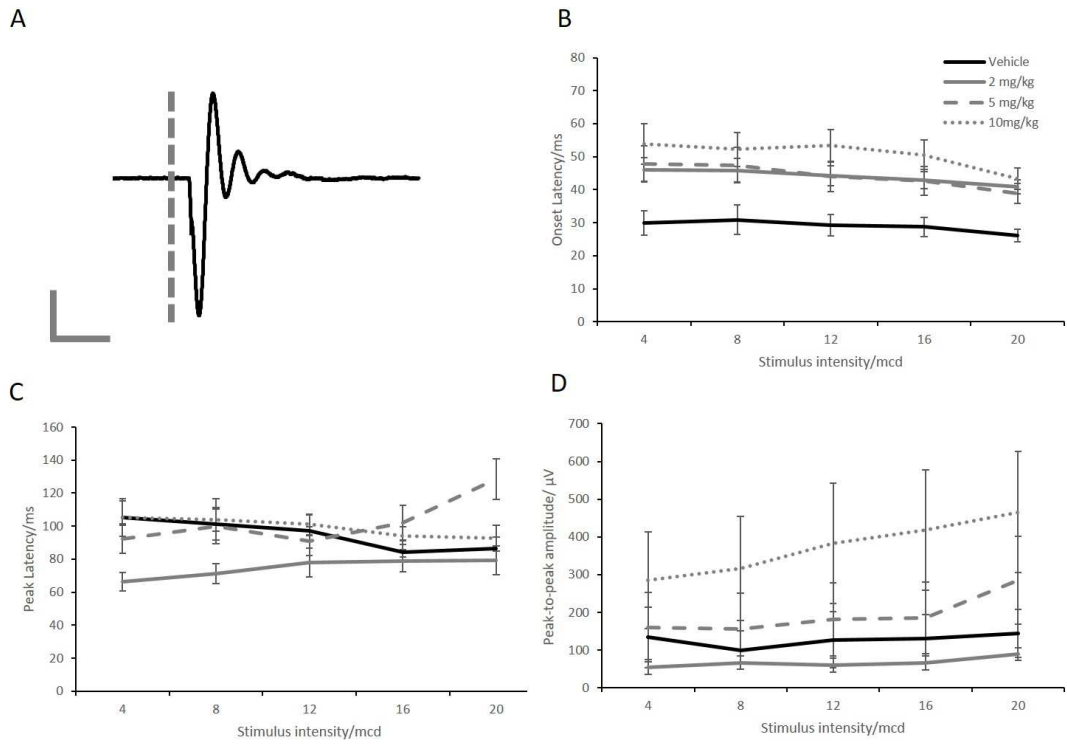 A
B
80
70
60
50
40
30
20
10
0
Onset Latency/ms
4
8
12
16
20
Stimulus intensity/mcd
Vehicle
2 mg/kg
5 mg/kg
10mg/kg
C
160
140
120
100
80
60
40
20
0
Peak Latency/ms
4
8
12
16
20
Stimulus intensity/mcd
D
700
600
500
400
300
200
100
0
Peak-to-peak amplitude/ µV
4
8
12
16
20
Stimulus intensity/mcd